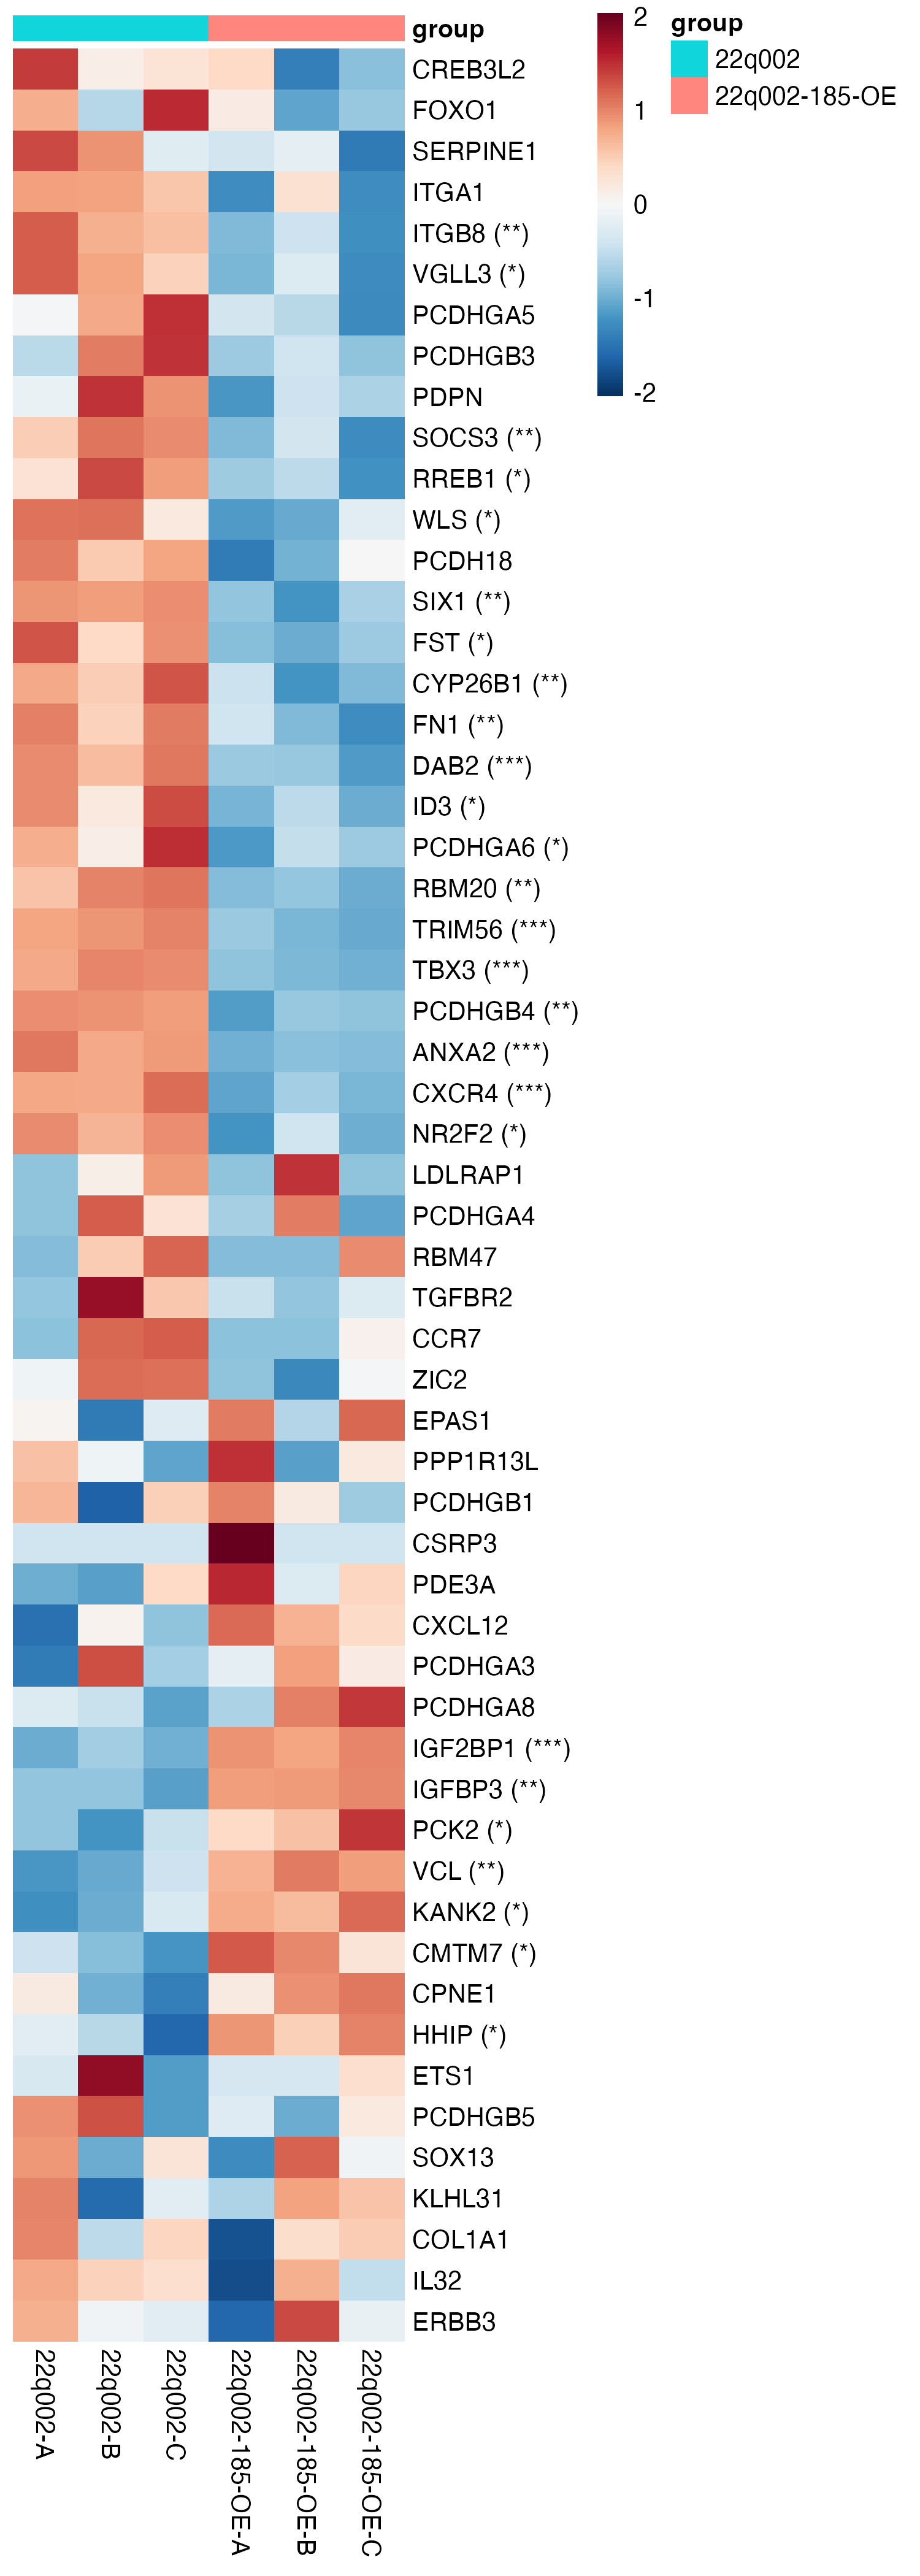 group
CREB3L2
FOXO1
SERPINE1
ITGA1
ITGB8 (**)
VGLL3 (*)
PCDHGA5
PCDHGB3
PDPN
SOCS3 (**)
RREB1 (*)
WLS (*)
PCDH18
SIX1 (**)
FST (*)
CYP26B1 (**)
FN1 (**)
DAB2 (***)
ID3 (*)
PCDHGA6 (*)
RBM20 (**)
TRIM56 (***)
TBX3 (***)
PCDHGB4 (**)
ANXA2 (***)
CXCR4 (***)
NR2F2 (*)
LDLRAP1
PCDHGA4
RBM47
TGFBR2
CCR7
ZIC2
EPAS1
PPP1R13L
PCDHGB1
CSRP3
PDE3A
CXCL12
PCDHGA3
PCDHGA8
IGF2BP1 (***)
IGFBP3 (**)
PCK2 (*)
VCL (**)
KANK2 (*)
CMTM7 (*)
CPNE1
HHIP (*)
ETS1
PCDHGB5
SOX13
KLHL31
COL1A1
IL32
ERBB3
22q002-A
22q002-B
22q002-C
22q002-185-OE-A
22q002-185-OE-B
22q002-185-OE-C
2
1
0
-1
-2
group
22q002
22q002-185-OE